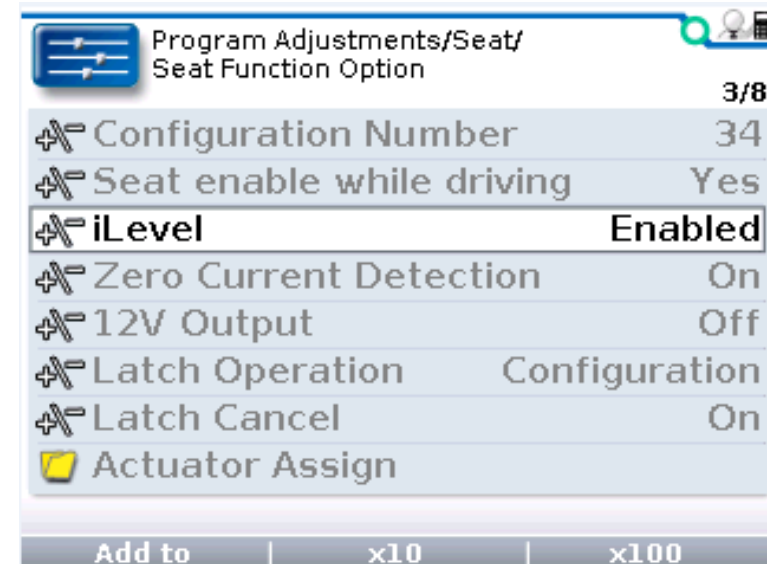 Program Adjustments/Seat/
Seat Function Option
3/8
Configuration Number 34
Seat enable while driving Yes
iLevel Enabled
Zero Current Detection On
12V Output Off
Latch Operation Configuration
Latch Cancel On
Actuator Assign
Add to | x10 | x100